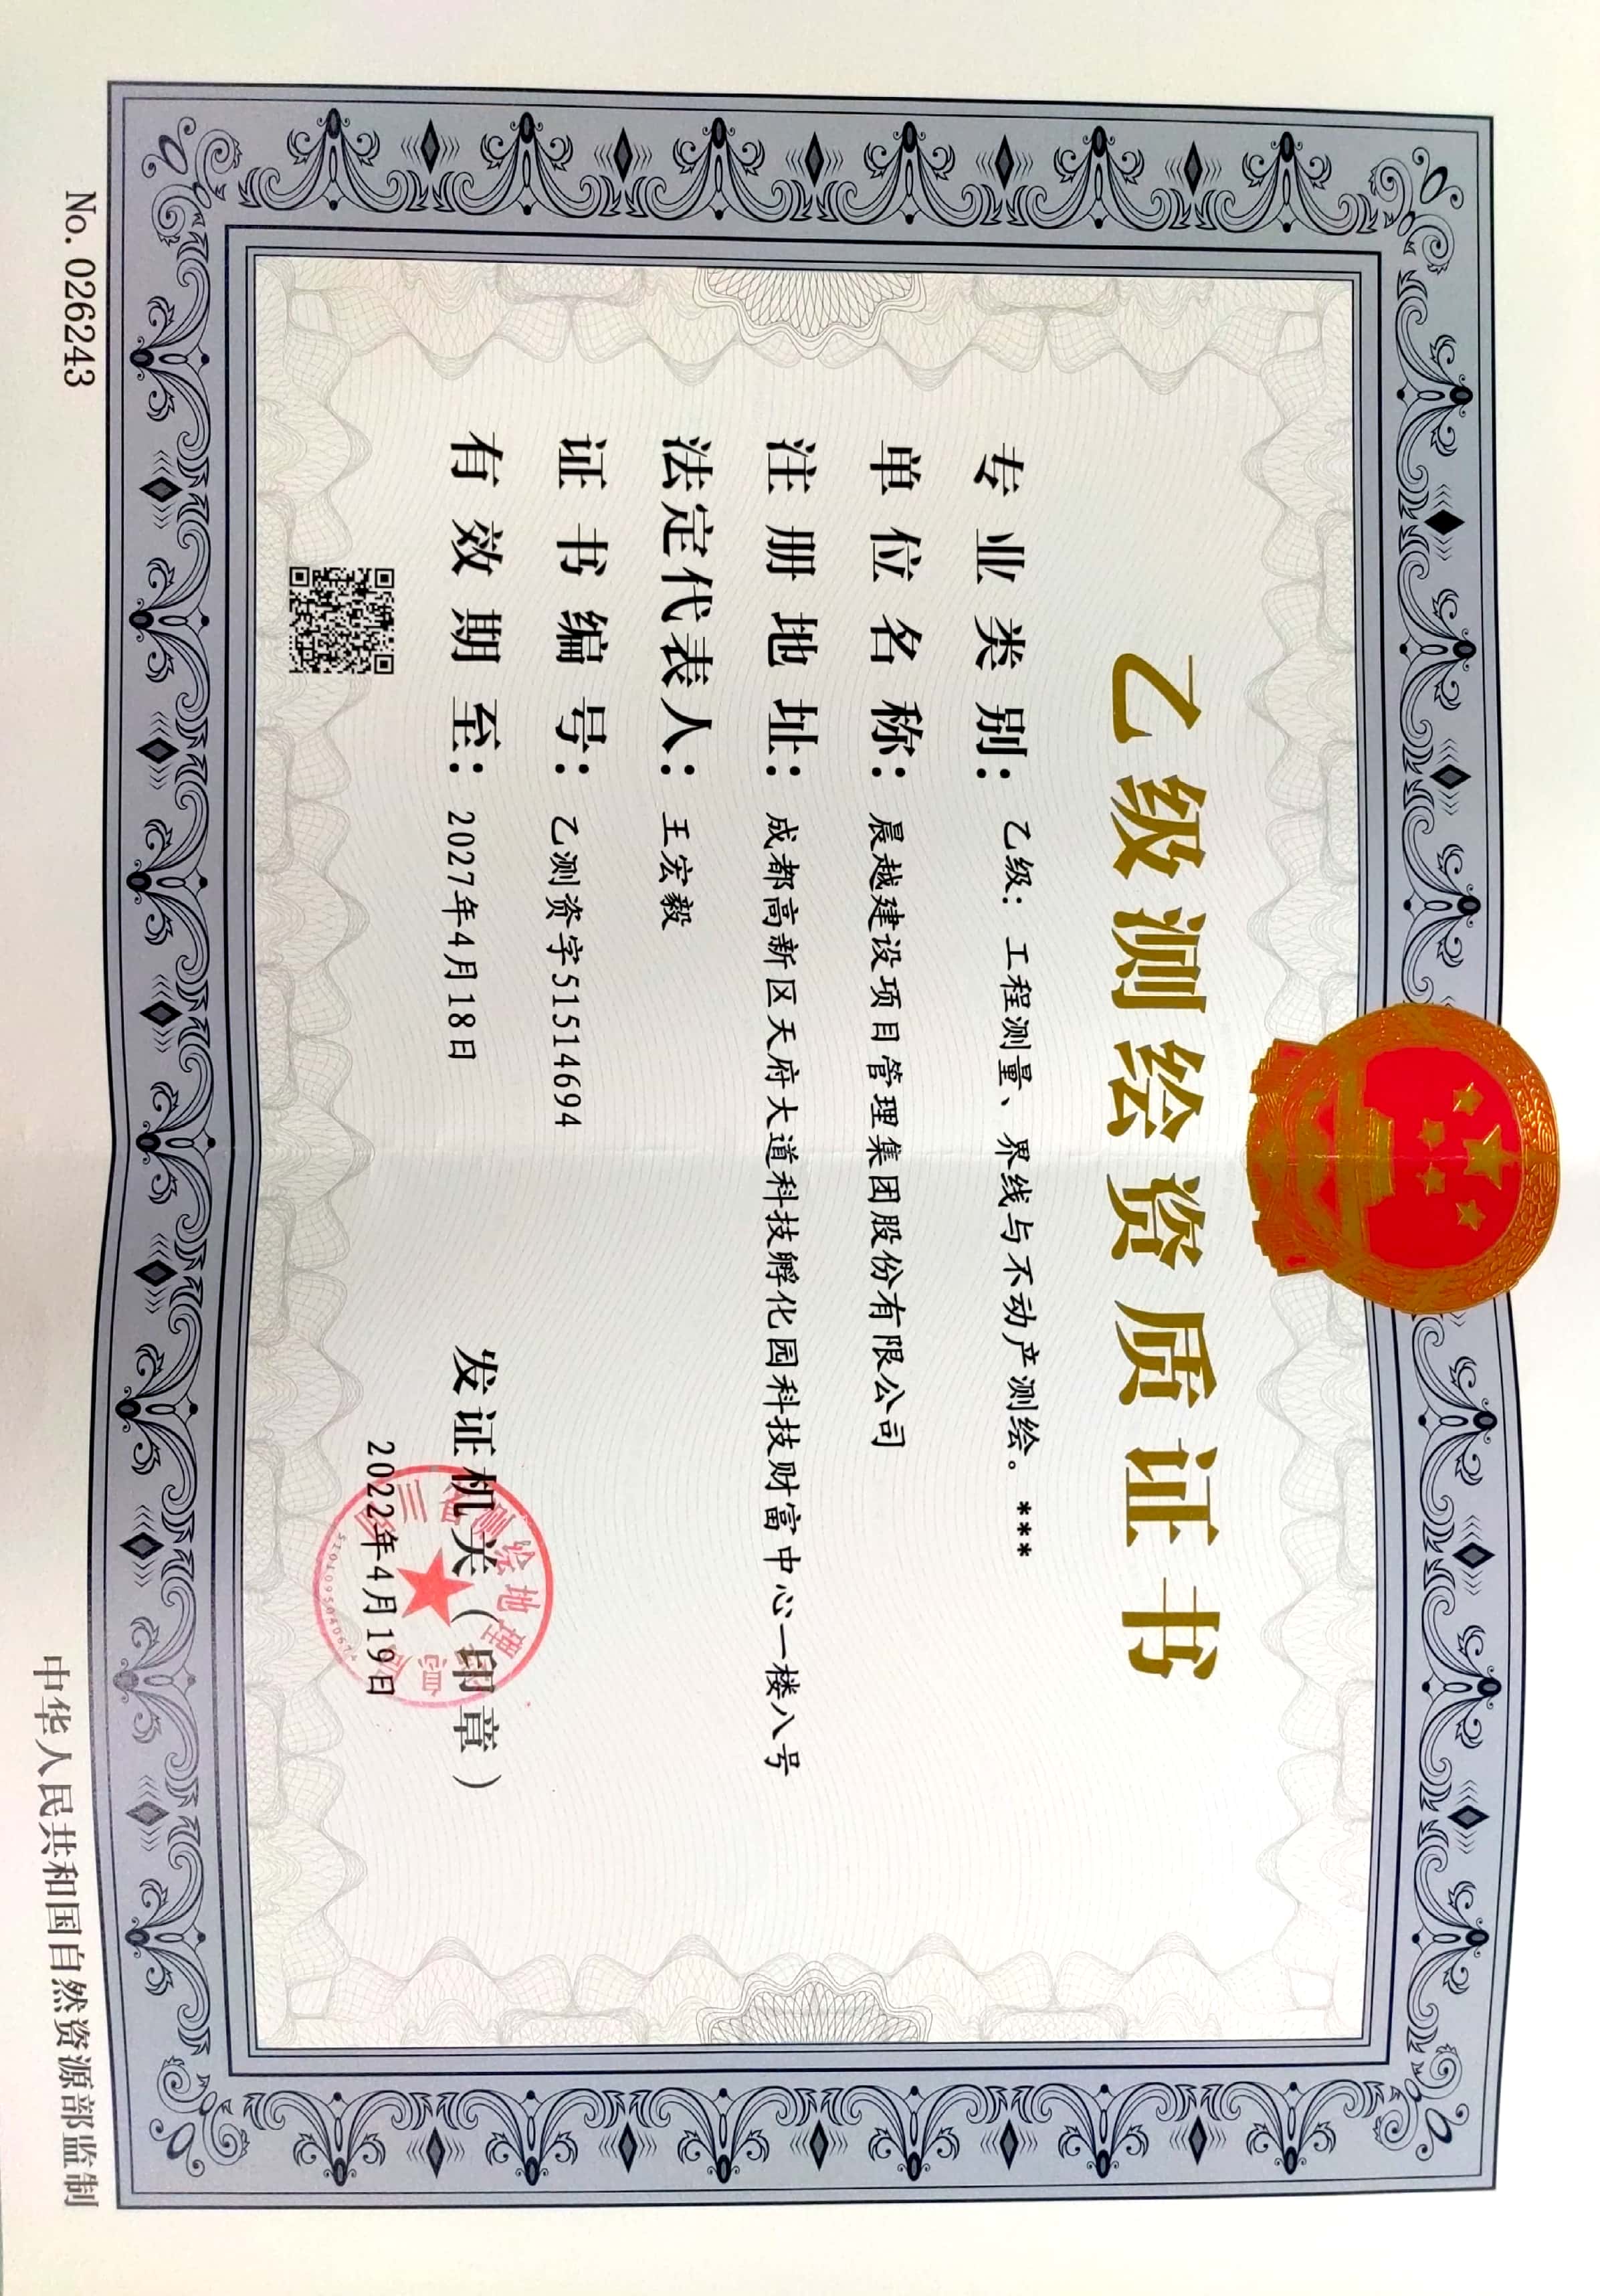 乙级测绘资质证书
专业类别：乙级：工程测量、界线与不动产测绘。***
单位名称：晨越建设项目管理集团股份有限公司
注册地址：成都高新区天府大道科技孵化园科技财富中心一楼八号
法定代表人：王宏毅
证书编号：乙测资字51514694
有效期至：2027年4月18日
发证机关（印章）
2022年4月19日
No. 026243
中华人民共和国自然资源部监制